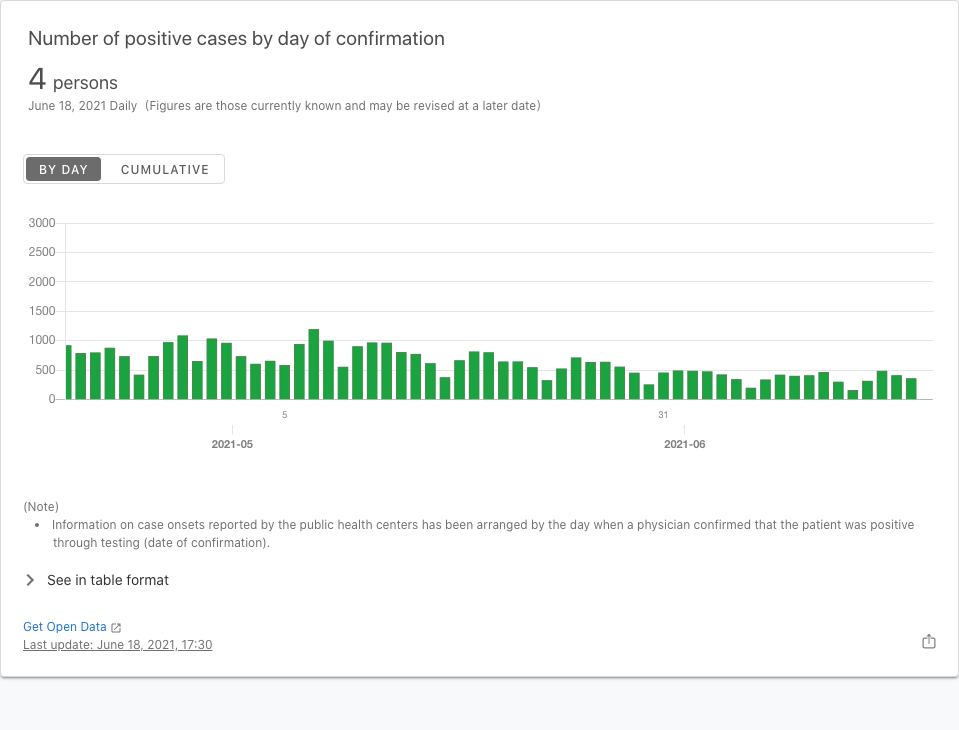 Number of positive cases by day of confirmation
4 persons
June 18, 2021 Daily (Figures are those currently known and may be revised at a later date)
BY DAY CUMULATIVE
3000
2500
2000
1500
1000
500
0
5 31
2021-05 2021-06
(Note)
• Information on case onsets reported by the public health centers has been arranged by the day when a physician confirmed that the patient was positive
through testing (date of confirmation).
See in table format
Get Open Data
Last update: June 18, 2021, 17:30